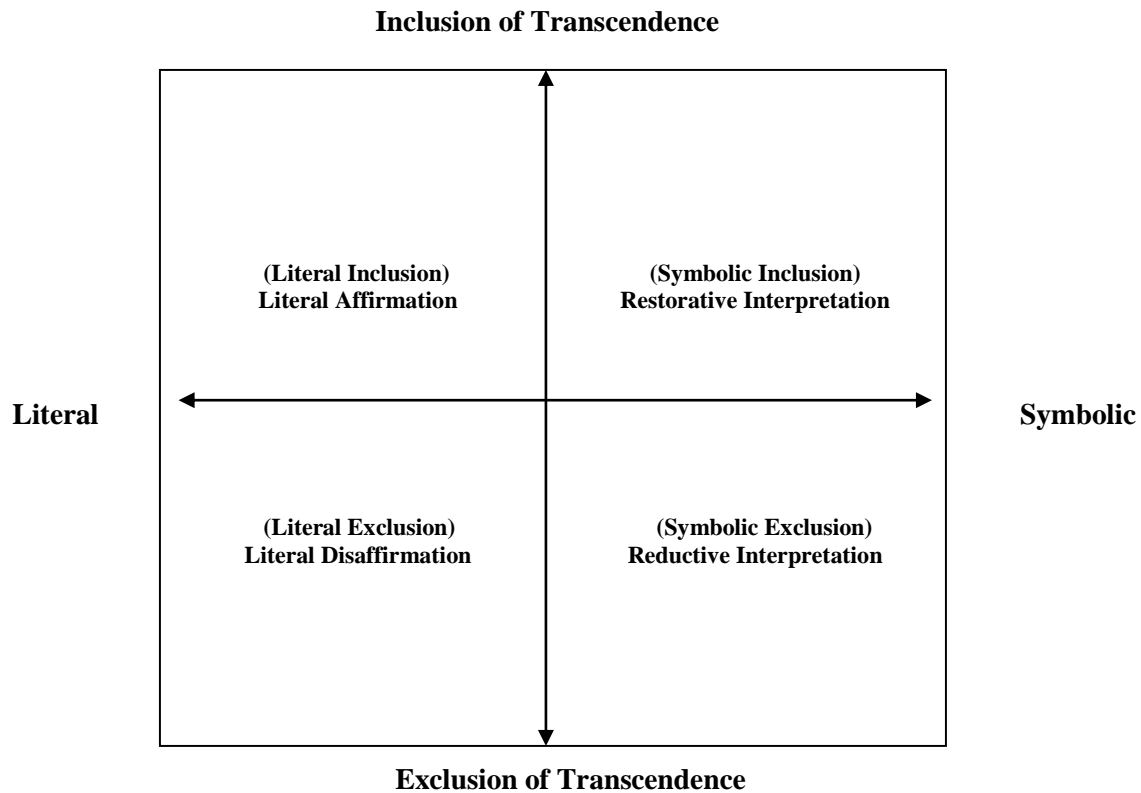 Inclusion of Transcendence
(Literal Inclusion)
Literal Affirmation
(Symbolic Inclusion)
Restorative Interpretation
Literal
Symbolic
(Literal Exclusion)
Literal Disaffirmation
(Symbolic Exclusion)
Reductive Interpretation
Exclusion of Transcendence